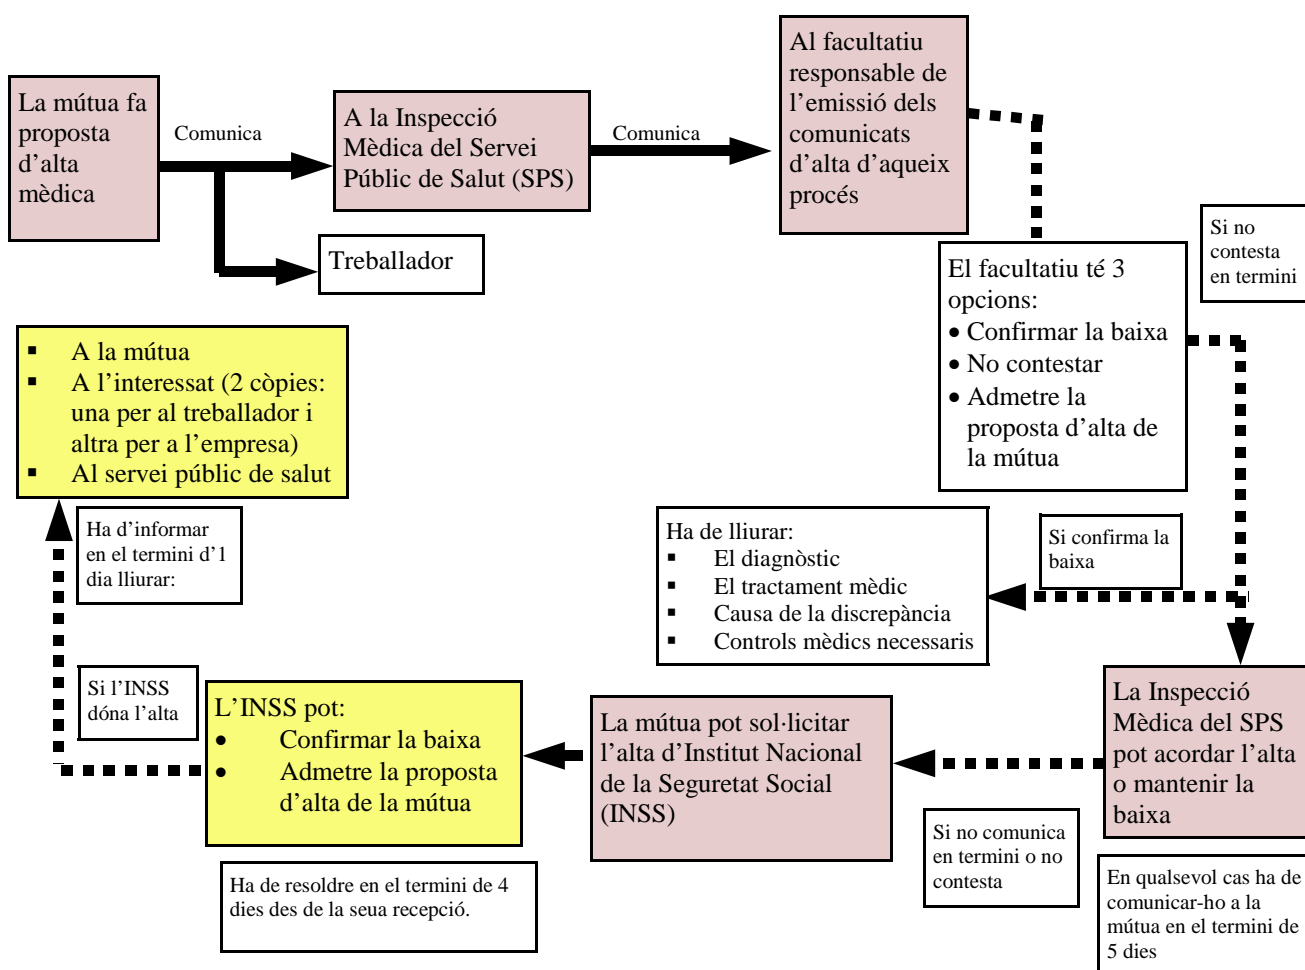 La mútua fa
proposta
d’alta
mèdica
Comunica
A la Inspecció
Mèdica del Servei
Públic de Salut (SPS)
Comunica
Al facultatiu
responsable de
l’emissió dels
comunicats
d’alta d’aqueix
procés
Treballador
Si no
contesta
en termini
El facultatiu té 3
opcions:
• Confirmar la baixa
• No contestar
• Admetre la
proposta d’alta de
la mútua
▪ A la mútua
▪ A l’interessat (2 còpies:
una per al treballador i
altra per a l’empresa)
▪ Al servei públic de salut
Ha d’informar
en el termini d’1
dia lliurar:
Ha de lliurar:
▪ El diagnòstic
▪ El tractament mèdic
▪ Causa de la discrepància
▪ Controls mèdics necessaris
Si confirma la
baixa
Si l’INSS
dóna l’alta
L’INSS pot:
• Confirmar la baixa
• Admetre la proposta
d’alta de la mútua
La mútua pot sol·licitar
l’alta d’Institut Nacional
de la Seguretat Social
(INSS)
La Inspecció
Mèdica del SPS
pot acordar l’alta
o mantenir la
baixa
Ha de resoldre en el termini de 4
dies des de la seua recepció.
Si no comunica
en termini o no
contesta
En qualsevol cas ha de
comunicar-ho a la
mútua en el termini de
5 dies